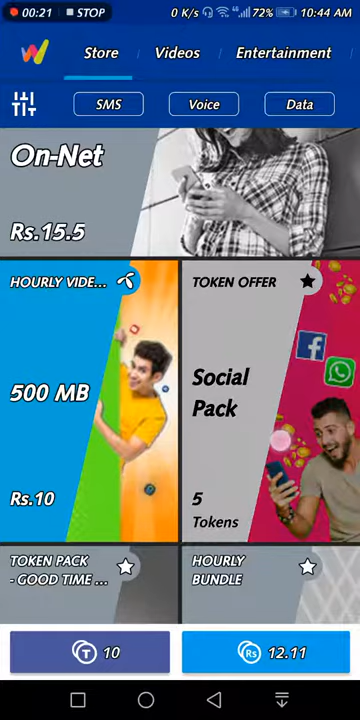 00:21 STOP
0 K/s 4G 72% 10:44 AM
Store Videos Entertainment
SMS Voice Data
On-Net
Rs.15.5
HOURLY VIDE...
500 MB
Rs.10
TOKEN OFFER
Social
Pack
5
Tokens
TOKEN PACK
- GOOD TIME ...
HOURLY
BUNDLE
T 10
Rs 12.11